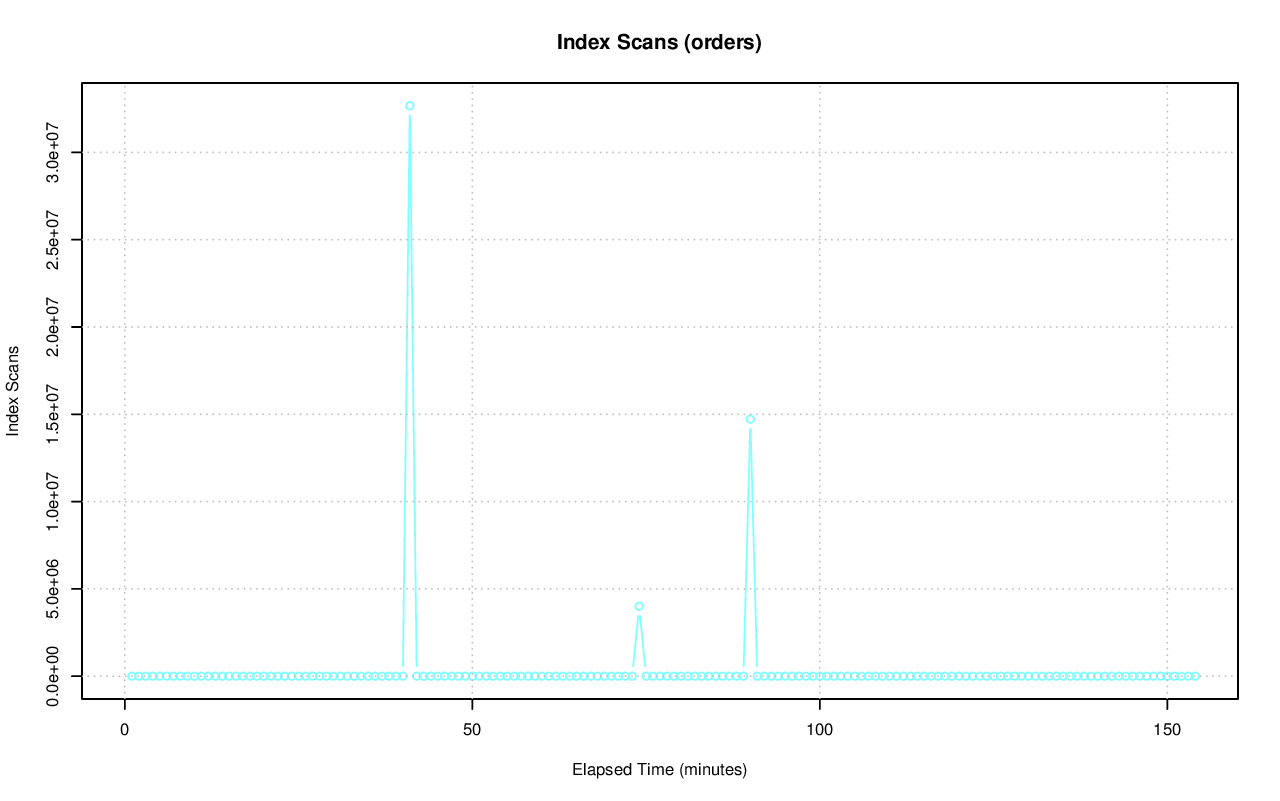 Index Scans (orders)
Index Scans
3.0e+07
2.5e+07
2.0e+07
1.5e+07
1.0e+07
5.0e+06
0.0e+00
0 50 100 150
Elapsed Time (minutes)